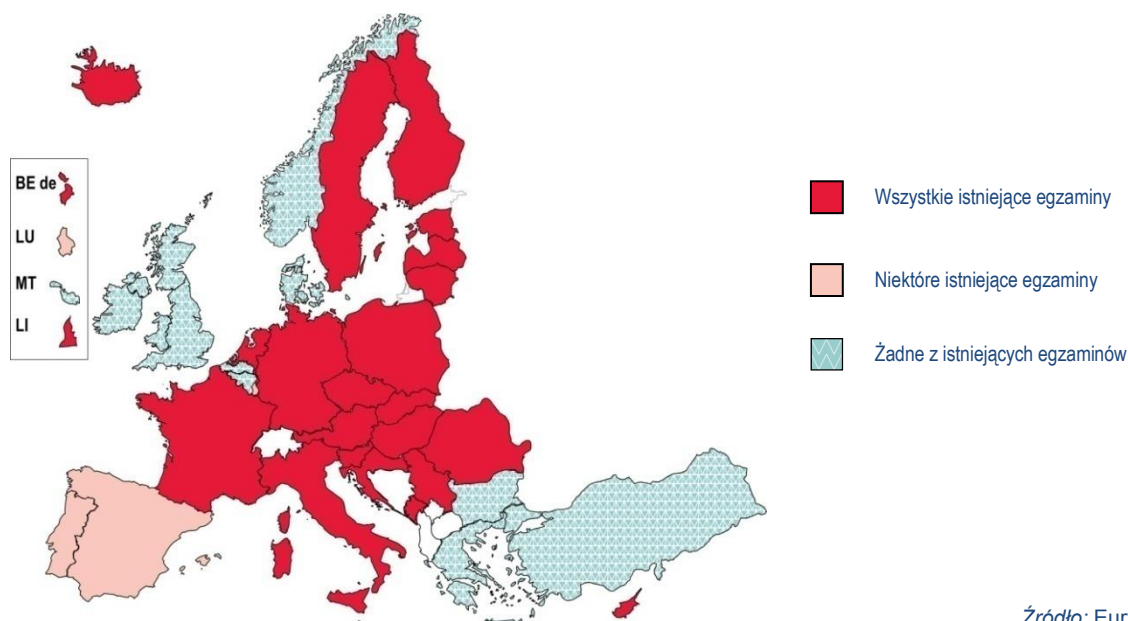 BE de
LU
MT
LI
Wszystkie istniejące egzaminy
Niektóre istniejące egzaminy
Żadne z istniejących egzaminów
Źródło: Eur